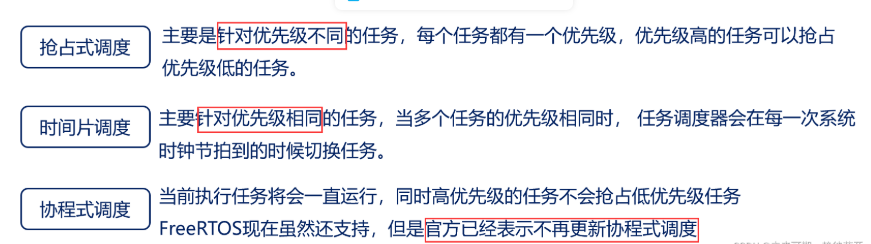 抢占式调度
主要是针对优先级不同的任务，每个任务都有一个优先级，优先级高的任务可以抢占
优先级低的任务。
时间片调度
主要针对优先级相同的任务，当多个任务的优先级相同时， 任务调度器会在每一次系统
时钟节拍到的时候切换任务。
协程式调度
当前执行任务将会一直运行，同时高优先级的任务不会抢占低优先级任务
FreeRTOS现在虽然还支持，但是官方已经表示不再更新协程式调度